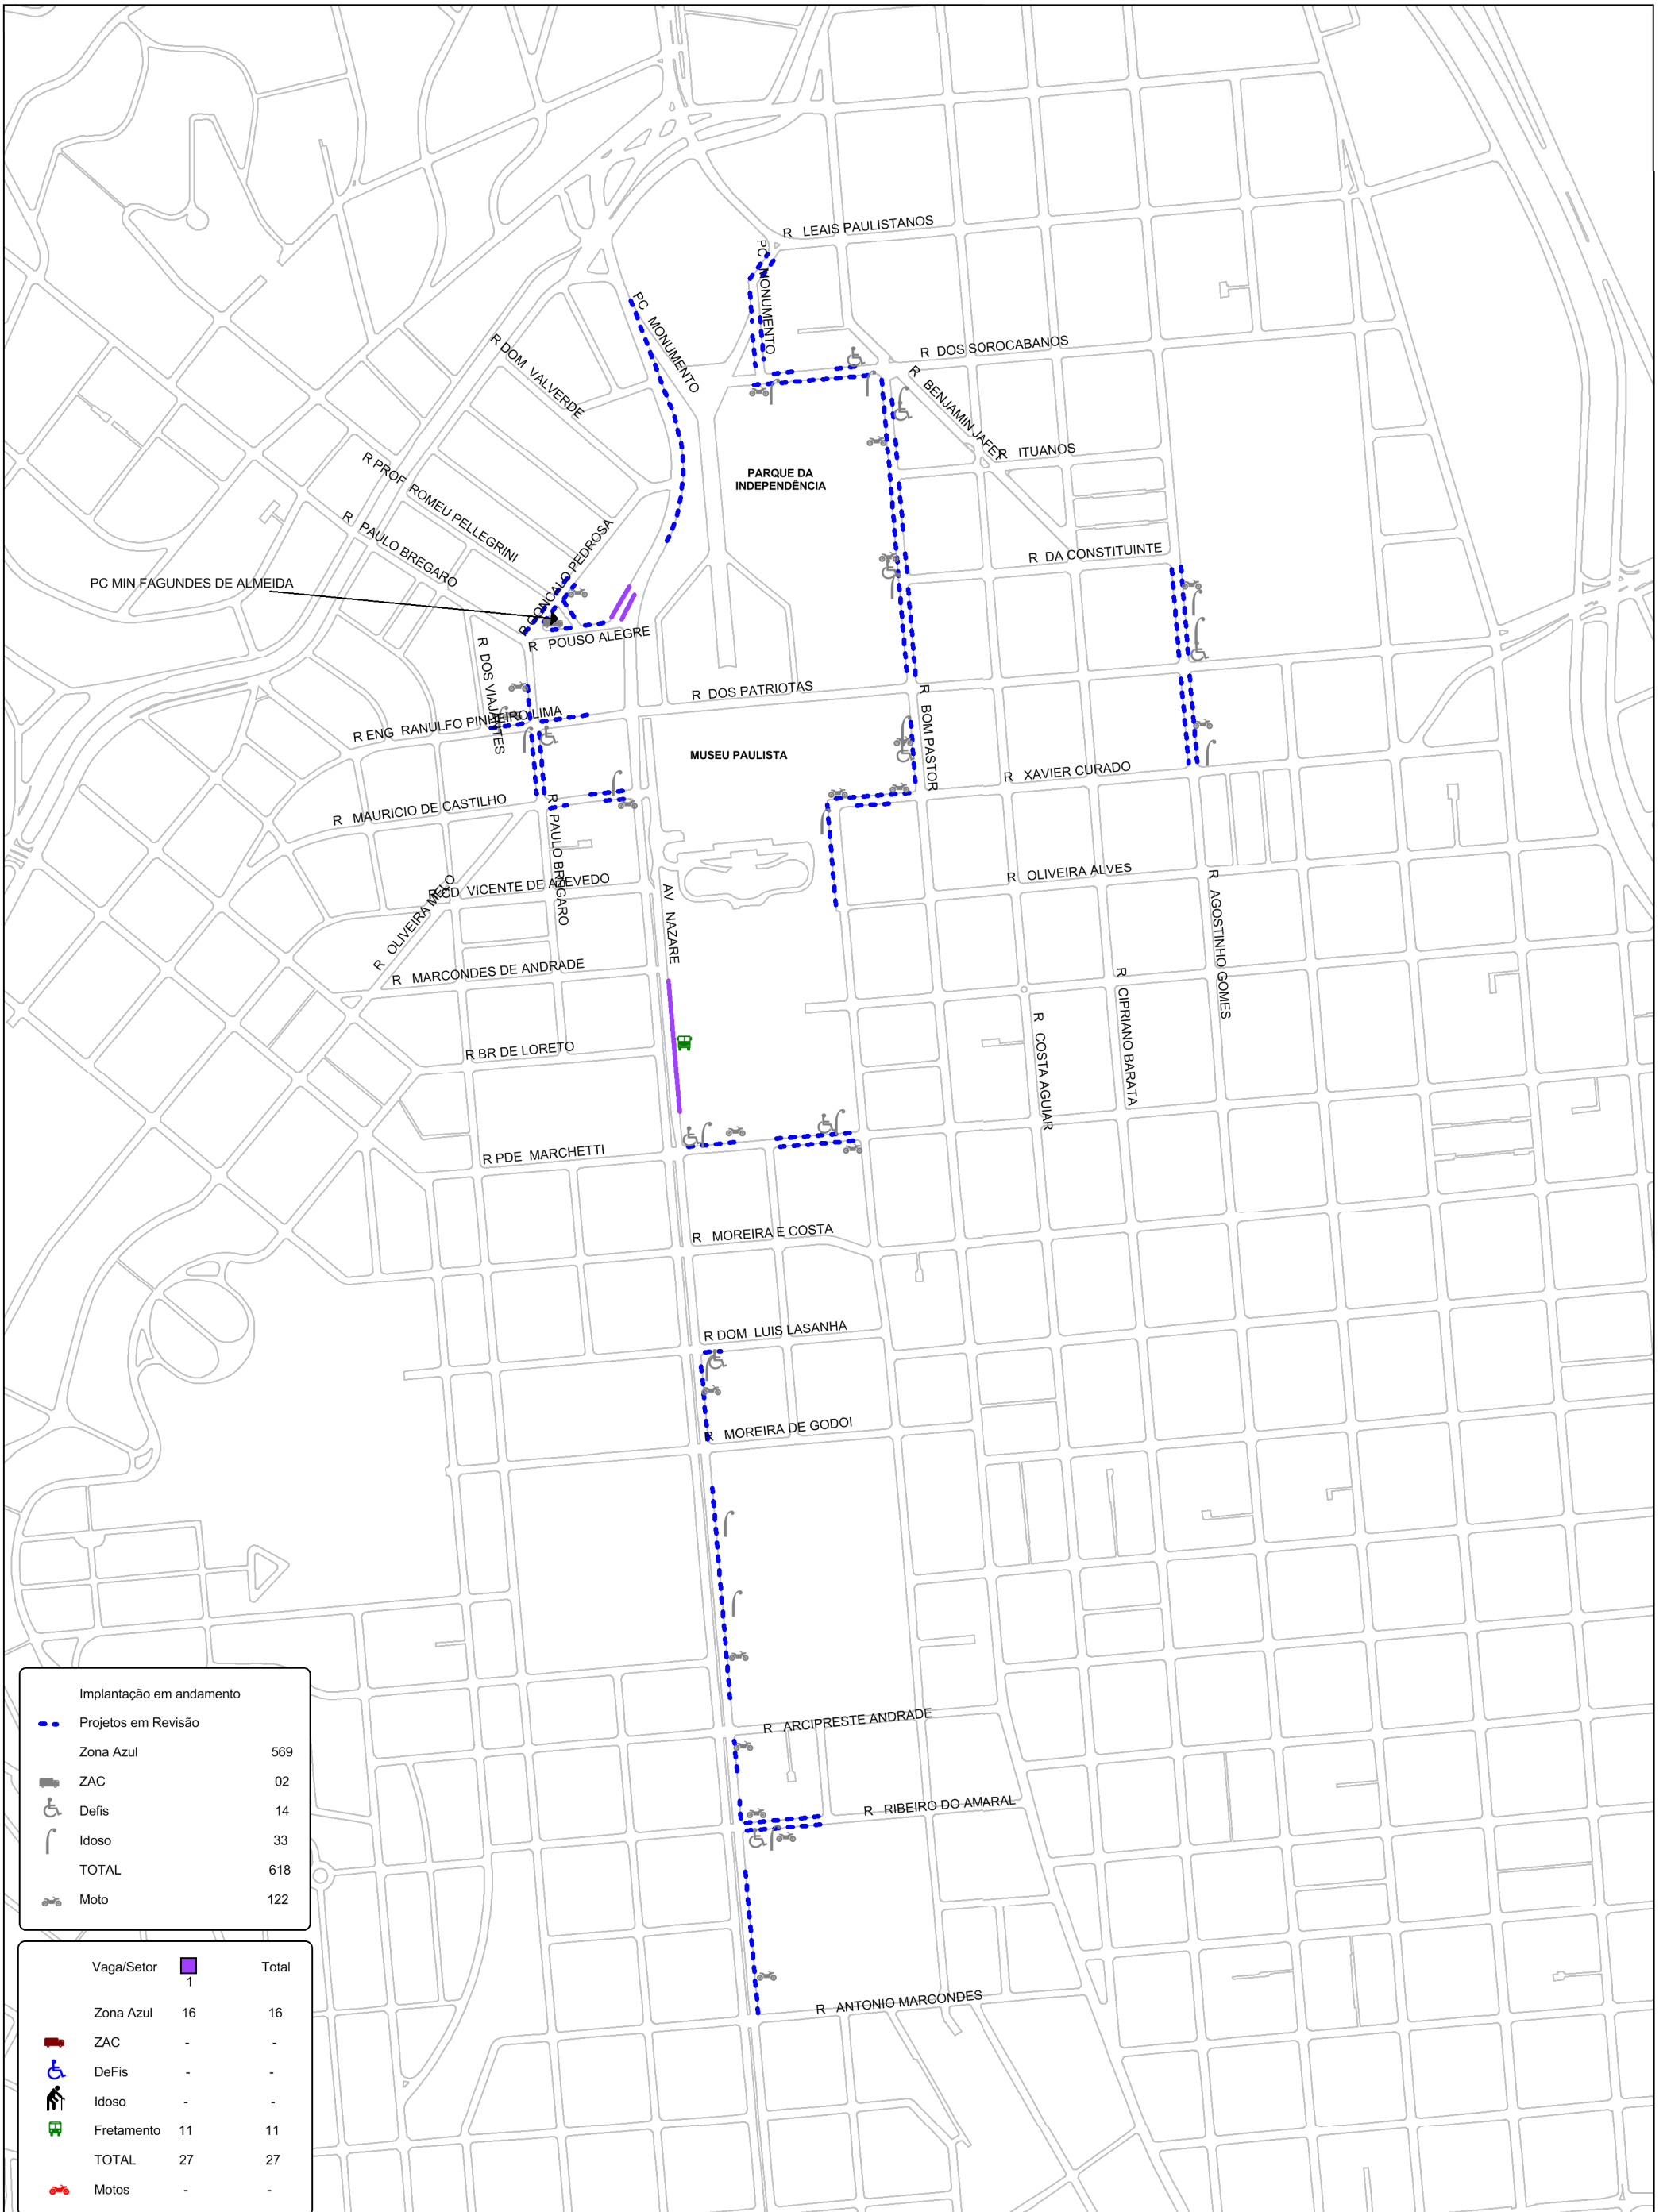 R LEAIS PAULISTANOS
PC MONUMENTO
PC MONUMENTO
R DOS SOROCABANOS
R DOM VALVERDE
R BENJAMIN JAFET
R ITUANOS
PARQUE DA
INDEPENDÊNCIA
R PROF ROMEU PELLEGRINI
R PAULO BREGARO
R GONCALO PEDROSA
R DA CONSTITUINTE
PC MIN FAGUNDES DE ALMEIDA
R POUSO ALEGRE
R DOS VIAJANTES
R DOS PATRIOTAS
R BOM PASTOR
R ENG RANULFO PINHEIRO LIMA
MUSEU PAULISTA
R XAVIER CURADO
R MAURICIO DE CASTILHO
R PAULO BREGARO
R CD VICENTE DE AZEVEDO
R OLIVEIRA ALVES
R OLIVEIRA MELO
AV NAZARE
R AGOSTINHO GOMES
R MARCONDES DE ANDRADE
R CIPRIANO BARATA
R COSTA AGUIAR
R BR DE LORETO
R PDE MARCHETTI
R MOREIRA E COSTA
R DOM LUIS LASANHA
R MOREIRA DE GODOI
R ARCIPRESTE ANDRADE
R RIBEIRO DO AMARAL
R ANTONIO MARCONDES
Implantação em andamento
Projetos em Revisão
Zona Azul 569
ZAC 02
Defis 14
Idoso 33
TOTAL 618
Moto 122
Vaga/Setor 1 Total
Zona Azul 16 16
ZAC - -
DeFis - -
Idoso - -
Fretamento 11 11
TOTAL 27 27
Motos - -